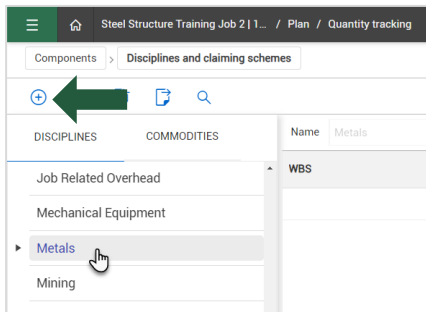 Steel Structure Training Job 2 | 1... / Plan / Quantity tracking
Components > Disciplines and claiming schemes
DISCIPLINES COMMODITIES Name Metals
WBS
Job Related Overhead
Mechanical Equipment
Metals
Mining